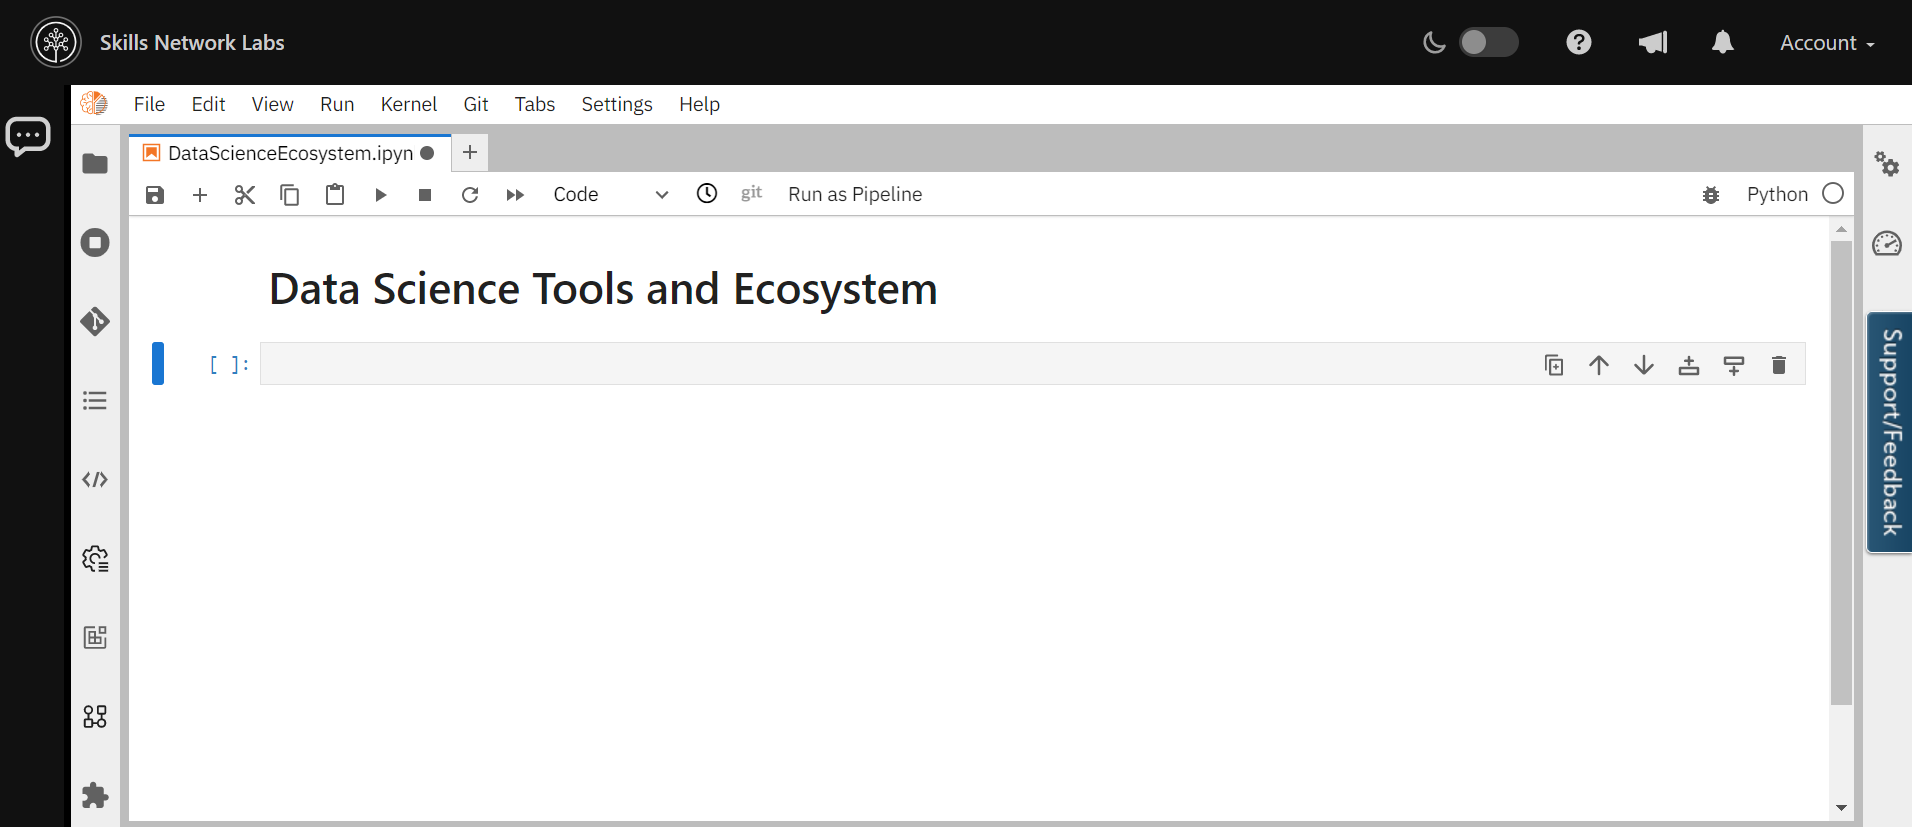 Skills Network Labs
Account
File Edit View Run Kernel Git Tabs Settings Help
DataScienceEcosystem.ipyn
Code git Run as Pipeline Python
Data Science Tools and Ecosystem
[ ]:
Support/Feedback